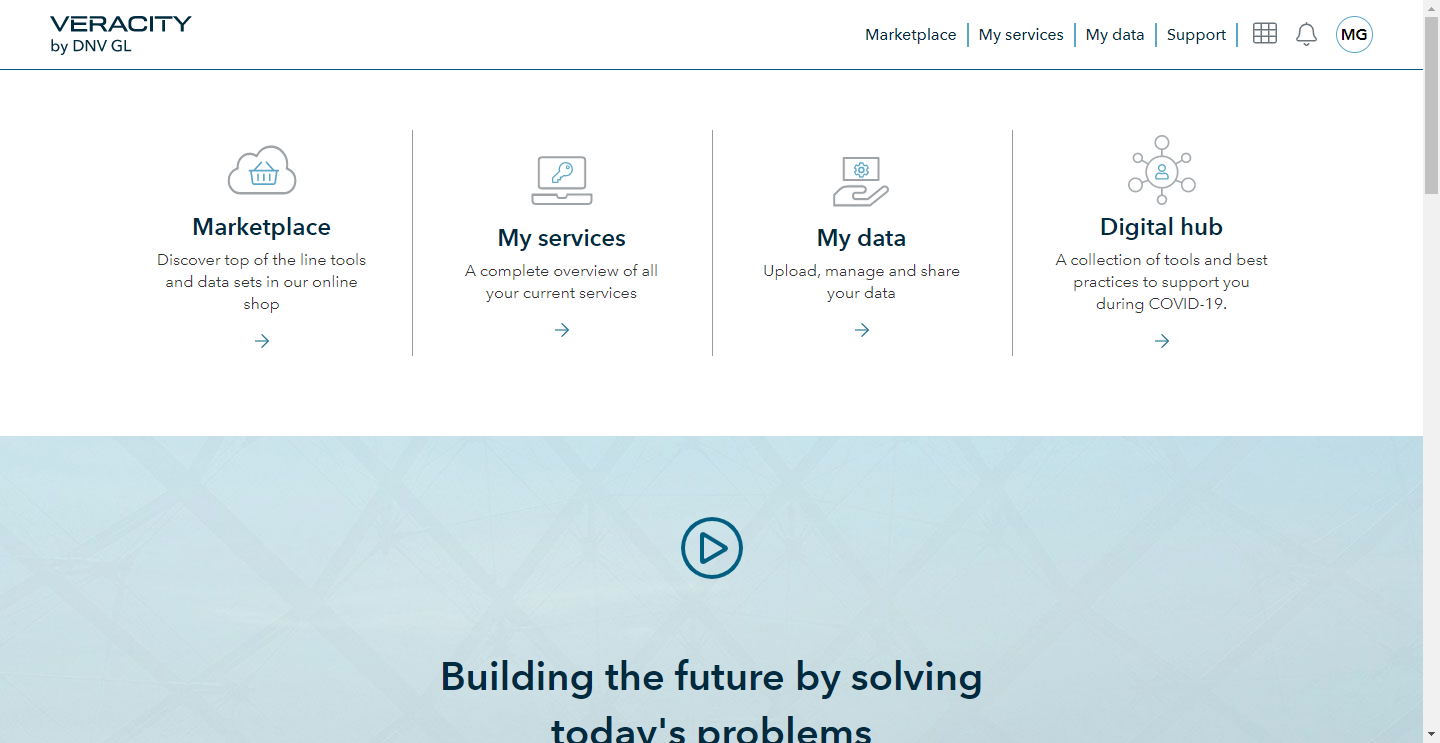 VERACITY
by DNV GL
Marketplace
My services
My data
Support
MG
Marketplace
Discover top of the line tools
and data sets in our online
shop
My services
A complete overview of all
your current services
My data
Upload, manage and share
your data
Digital hub
A collection of tools and best
practices to support you
during COVID-19.
Building the future by solving
today's problems